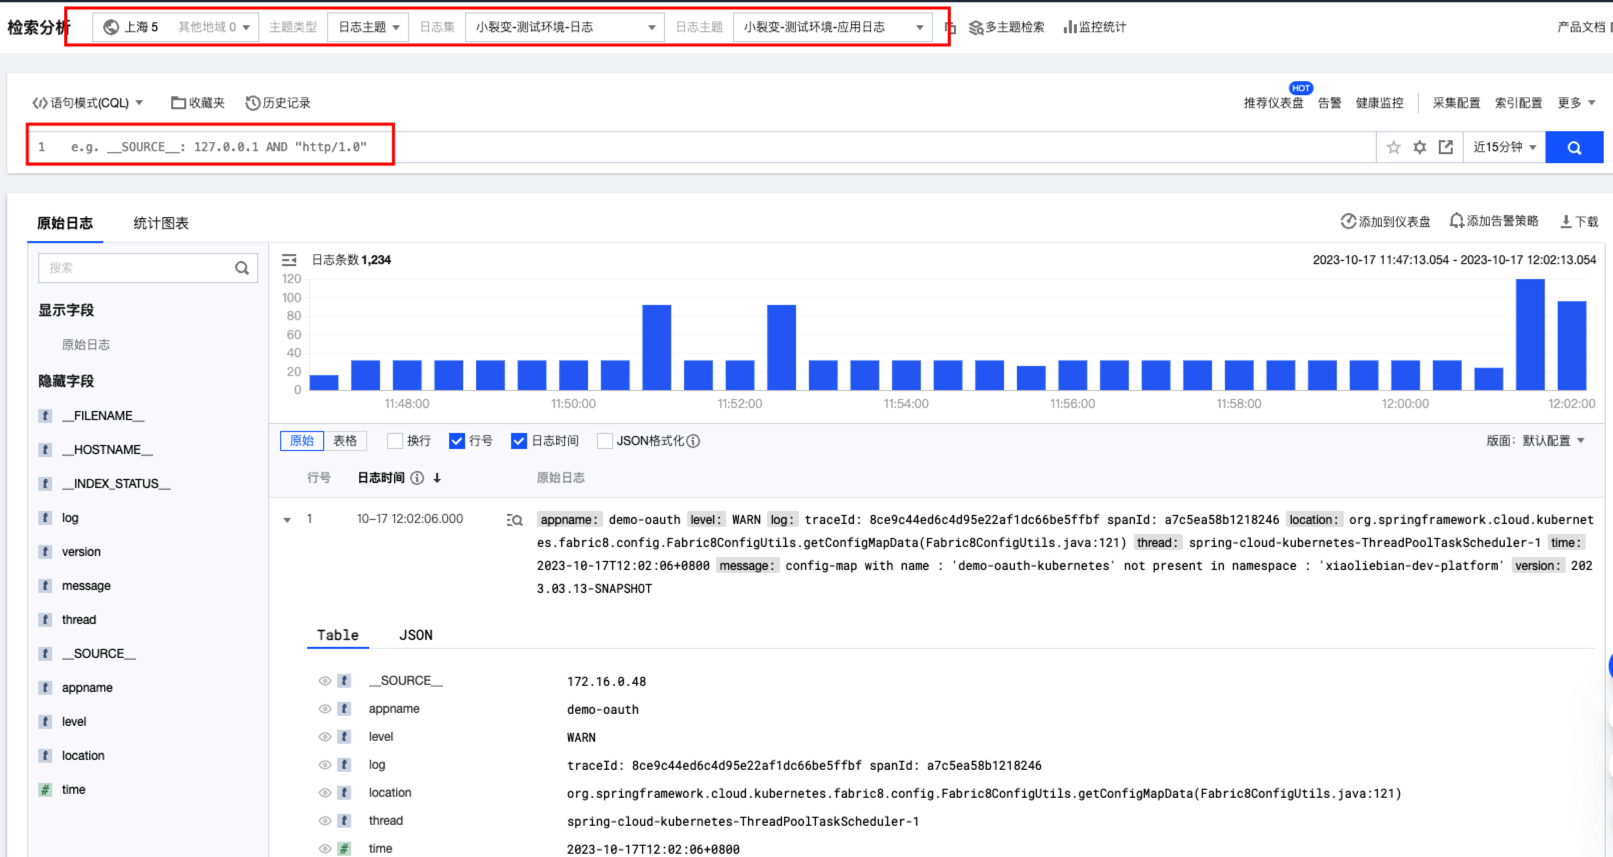 检索分析 上海 5 其他地域 0 主题类型 日志主题 日志集 小裂变-测试环境-日志 日志主题 小裂变-测试环境-应用日志 多主题检索 监控统计 产品文档
语句模式(CQL) 收藏夹 历史记录 推荐仪表盘 HOT 告警 健康监控 采集配置 索引配置 更多
1 e.g. __SOURCE__: 127.0.0.1 AND "http/1.0" 近15分钟
原始日志 统计图表 添加到仪表盘 添加告警策略 下载
搜索
显示字段
原始日志
隐藏字段
t __FILENAME__
t __HOSTNAME__
t __INDEX_STATUS__
t log
t version
t message
t thread
t __SOURCE__
t appname
t level
t location
# time
日志条数 1,234 2023-10-17 11:47:13.054 - 2023-10-17 12:02:13.054
120
100
80
60
40
20
0
11:48:00 11:50:00 11:52:00 11:54:00 11:56:00 11:58:00 12:00:00 12:02:00
原始 表格 换行 行号 日志时间 JSON格式化 版面： 默认配置
行号 日志时间 原始日志
1 10-17 12:02:06.000 appname: demo-oauth level: WARN log: traceId: 8ce9c44ed6c4d95e22af1dc66be5ffbf spanId: a7c5ea58b1218246 location: org.springframework.cloud.kubernet
es.fabric8.config.Fabric8ConfigUtils.getConfigMapData(Fabric8ConfigUtils.java:121) thread: spring-cloud-kubernetes-ThreadPoolTaskScheduler-1 time:
2023-10-17T12:02:06+0800 message: config-map with name : 'demo-oauth-kubernetes' not present in namespace : 'xiaoliebian-dev-platform' version: 202
3.03.13-SNAPSHOT
Table JSON
t __SOURCE__ 172.16.0.48
t appname demo-oauth
t level WARN
t log traceId: 8ce9c44ed6c4d95e22af1dc66be5ffbf spanId: a7c5ea58b1218246
t location org.springframework.cloud.kubernetes.fabric8.config.Fabric8ConfigUtils.getConfigMapData(Fabric8ConfigUtils.java:121)
t thread spring-cloud-kubernetes-ThreadPoolTaskScheduler-1
# time 2023-10-17T12:02:06+0800